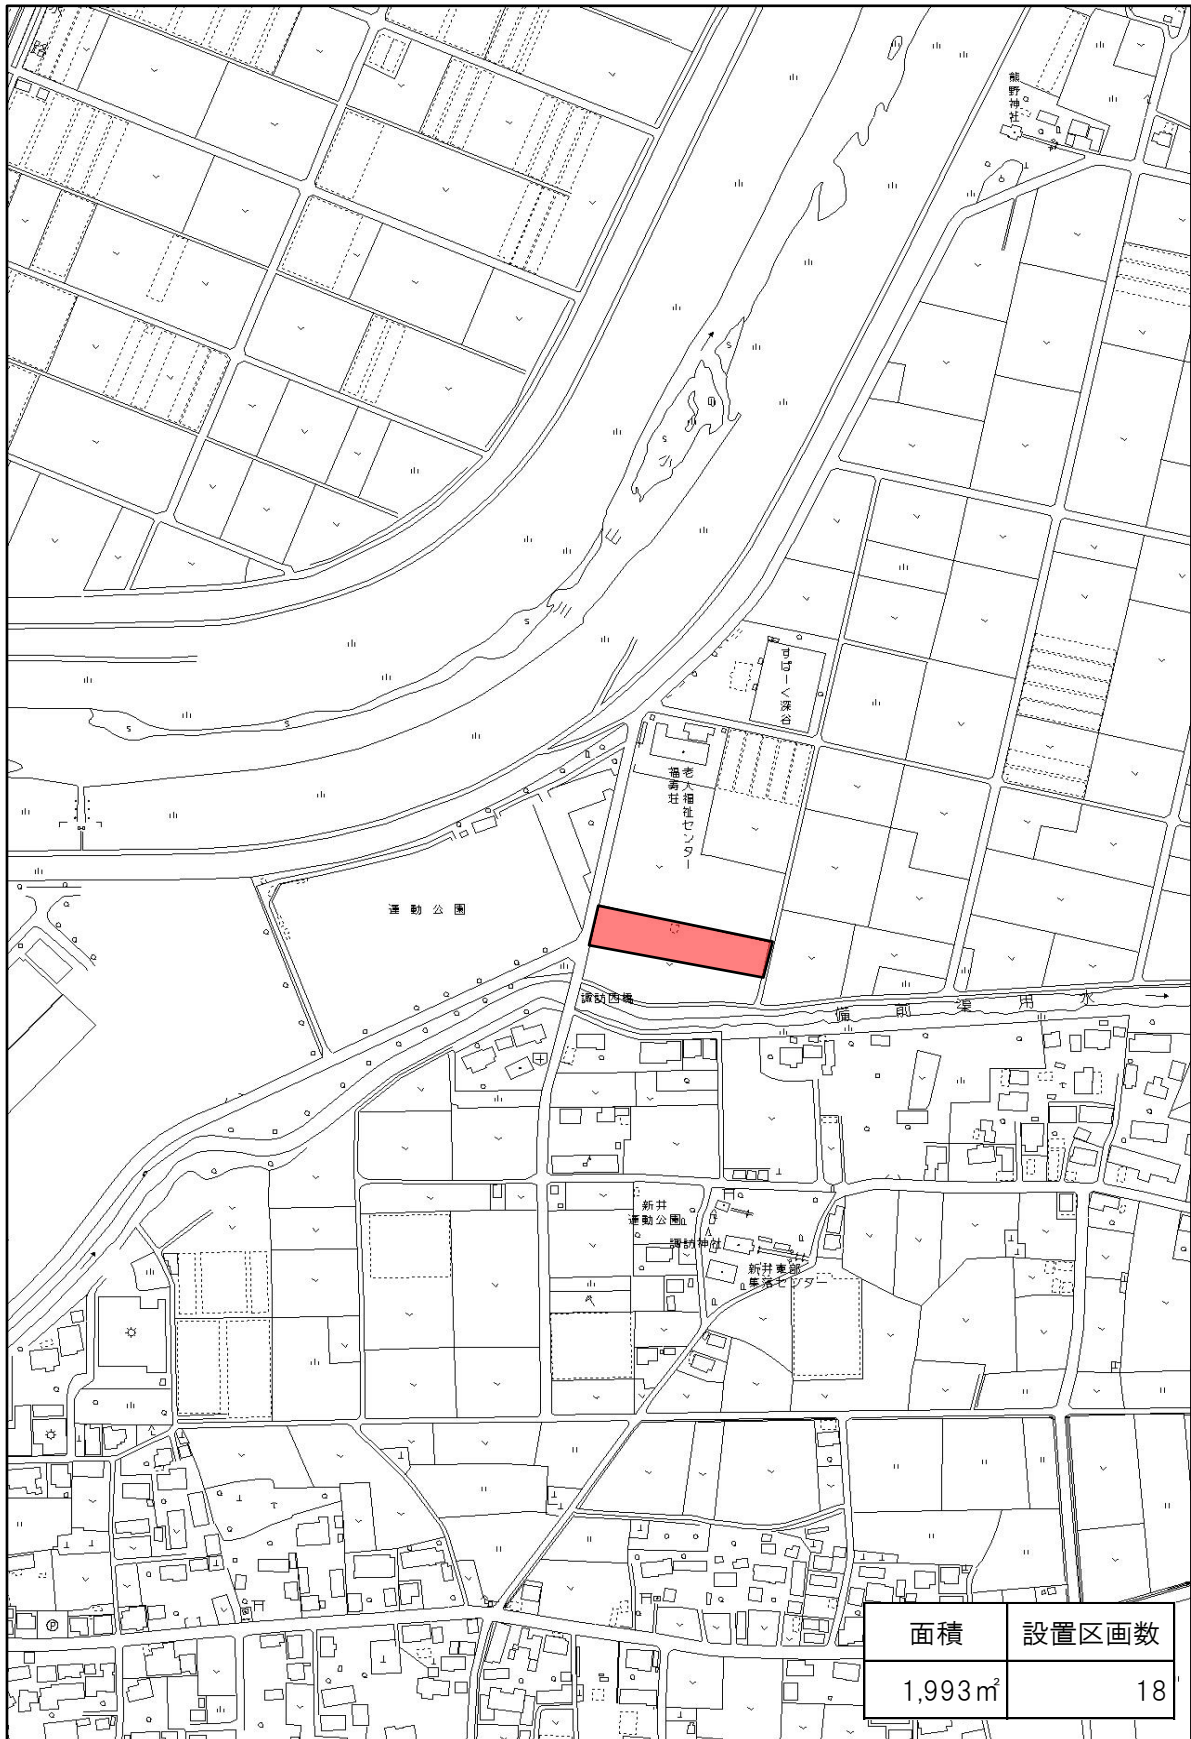 熊野神社
すぱーく深谷
老人福祉センター
福寿荘
運動公園
諏訪西橋
備前渠用水
小山川
新井
運動公園
諏訪神社
新井東部
集落センター
面積 設置区画数
1,993㎡ 18